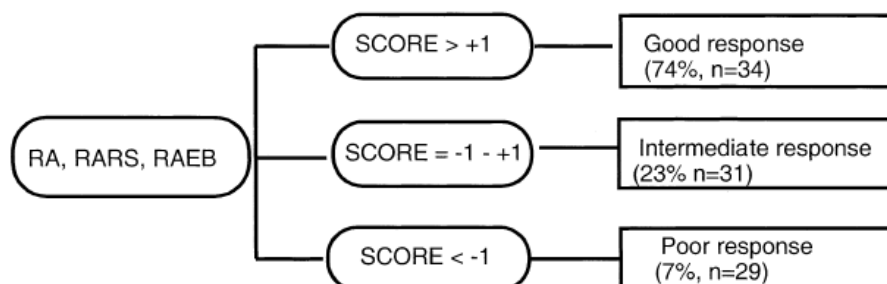 SCORE > +1
Good response
(74%, n=34)
RA, RARS, RAEB
SCORE = -1 - +1
Intermediate response
(23% n=31)
SCORE < -1
Poor response
(7%, n=29)